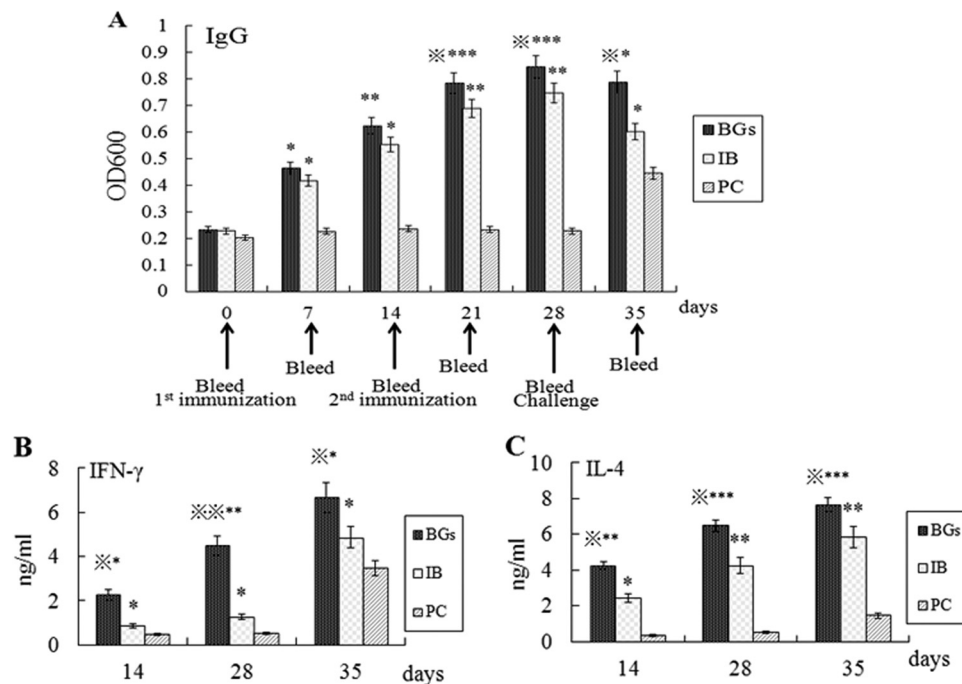 A
IgG
※*** ※*** ※*
** ** **
* * * *
OD600
1
0.9
0.8
0.7
0.6
0.5
0.4
0.3
0.2
0.1
0
BGs
IB
PC
0 7 14 21 28 35 days
Bleed Bleed Bleed Bleed Bleed Bleed
1st immunization 2nd immunization Challenge
B
IFN-γ
ng/ml
8
6
4
2
0
※* * ※※** * ※* *
BGs
IB
PC
14 28 35 days
C
IL-4
ng/ml
10
8
6
4
2
0
※** * ※*** ** ※*** **
BGs
IB
PC
14 28 35 days